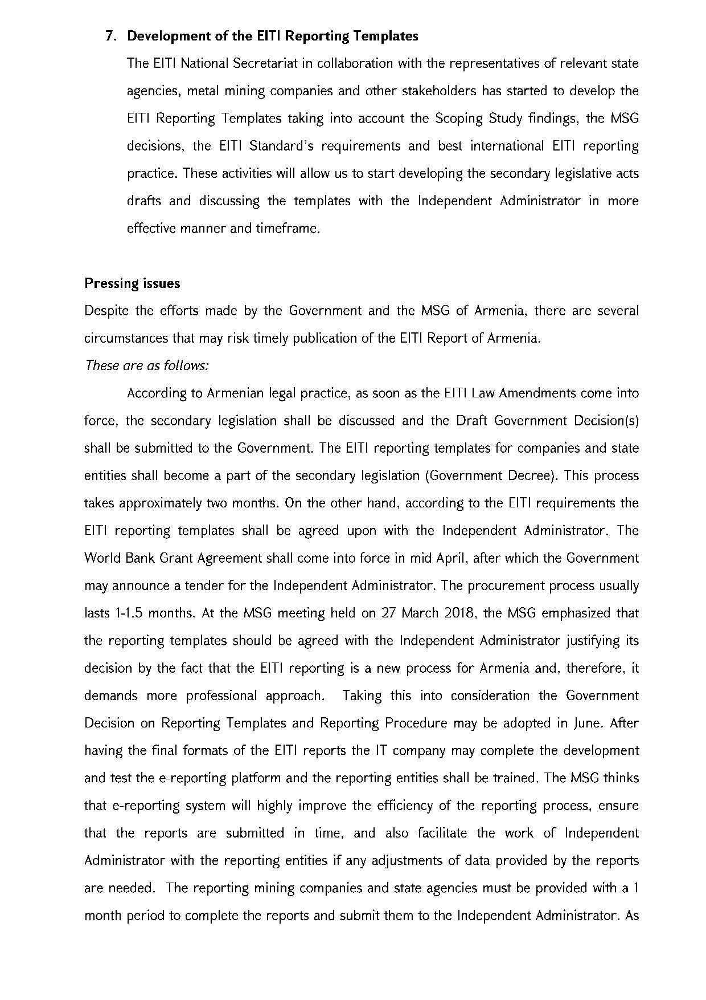 7. Development of the EITI Reporting Templates
The EITI National Secretariat in collaboration with the representatives of relevant state
agencies, metal mining companies and other stakeholders has started to develop the
EITI Reporting Templates taking into account the Scoping Study findings, the MSG
decisions, the EITI Standard's requirements and best international EITI reporting
practice. These activities will allow us to start developing the secondary legislative acts
drafts and discussing the templates with the Independent Administrator in more
effective manner and timeframe.
Pressing issues
Despite the efforts made by the Government and the MSG of Armenia, there are several
circumstances that may risk timely publication of the EITI Report of Armenia.
These are as follows:
According to Armenian legal practice, as soon as the EITI Law Amendments come into
force, the secondary legislation shall be discussed and the Draft Government Decision(s)
shall be submitted to the Government. The EITI reporting templates for companies and state
entities shall become a part of the secondary legislation (Government Decree). This process
takes approximately two months. On the other hand, according to the EITI requirements the
EITI reporting templates shall be agreed upon with the Independent Administrator. The
World Bank Grant Agreement shall come into force in mid April, after which the Government
may announce a tender for the Independent Administrator. The procurement process usually
lasts 1-1.5 months. At the MSG meeting held on 27 March 2018, the MSG emphasized that
the reporting templates should be agreed with the Independent Administrator justifying its
decision by the fact that the EITI reporting is a new process for Armenia and, therefore, it
demands more professional approach. Taking this into consideration the Government
Decision on Reporting Templates and Reporting Procedure may be adopted in June. After
having the final formats of the EITI reports the IT company may complete the development
and test the e-reporting platform and the reporting entities shall be trained. The MSG thinks
that e-reporting system will highly improve the efficiency of the reporting process, ensure
that the reports are submitted in time, and also facilitate the work of Independent
Administrator with the reporting entities if any adjustments of data provided by the reports
are needed. The reporting mining companies and state agencies must be provided with a 1
month period to complete the reports and submit them to the Independent Administrator. As